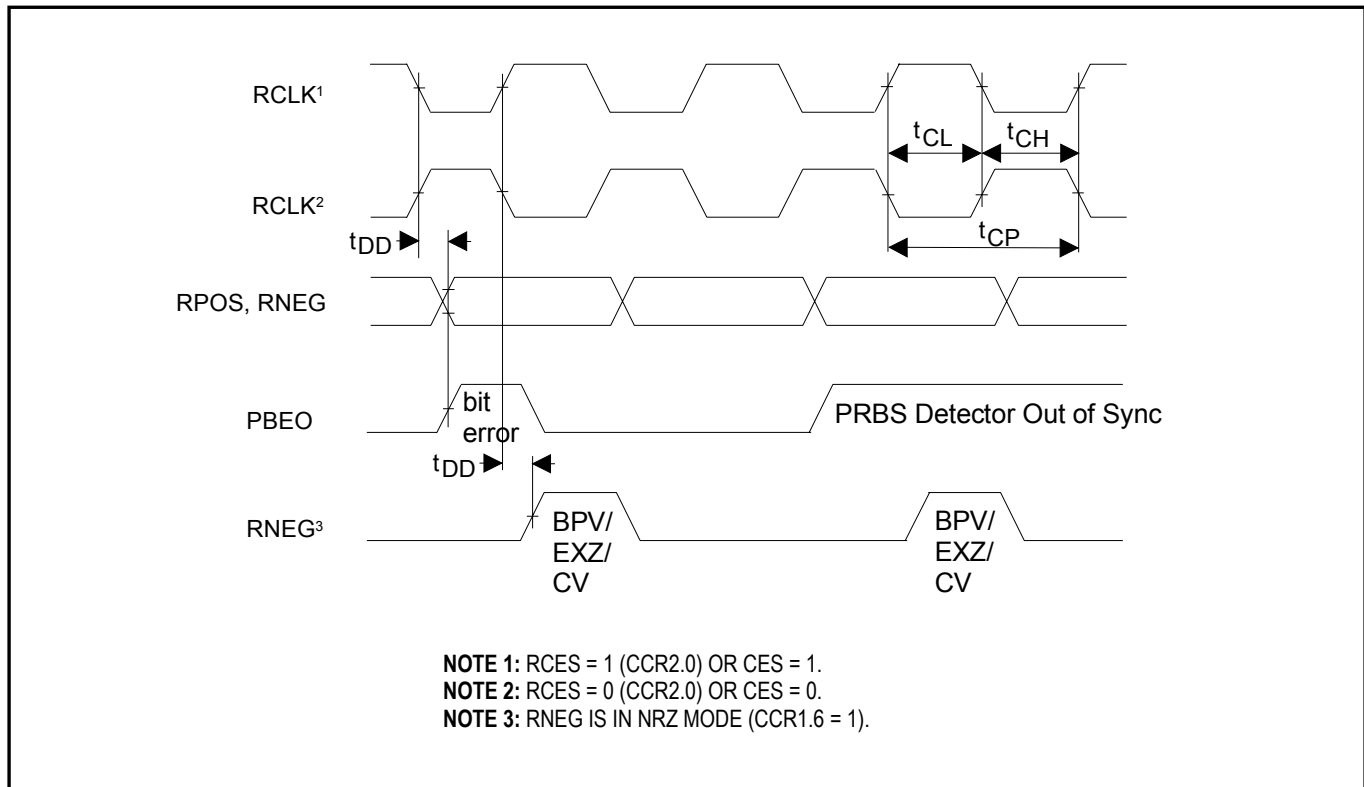 RCLK¹
tCL
tCH
RCLK²
tDD
tCP
RPOS, RNEG
PBEO
bit
error
PRBS Detector Out of Sync
tDD
RNEG³
BPV/
EXZ/
CV
BPV/
EXZ/
CV
NOTE 1: RCES = 1 (CCR2.0) OR CES = 1.
NOTE 2: RCES = 0 (CCR2.0) OR CES = 0.
NOTE 3: RNEG IS IN NRZ MODE (CCR1.6 = 1).